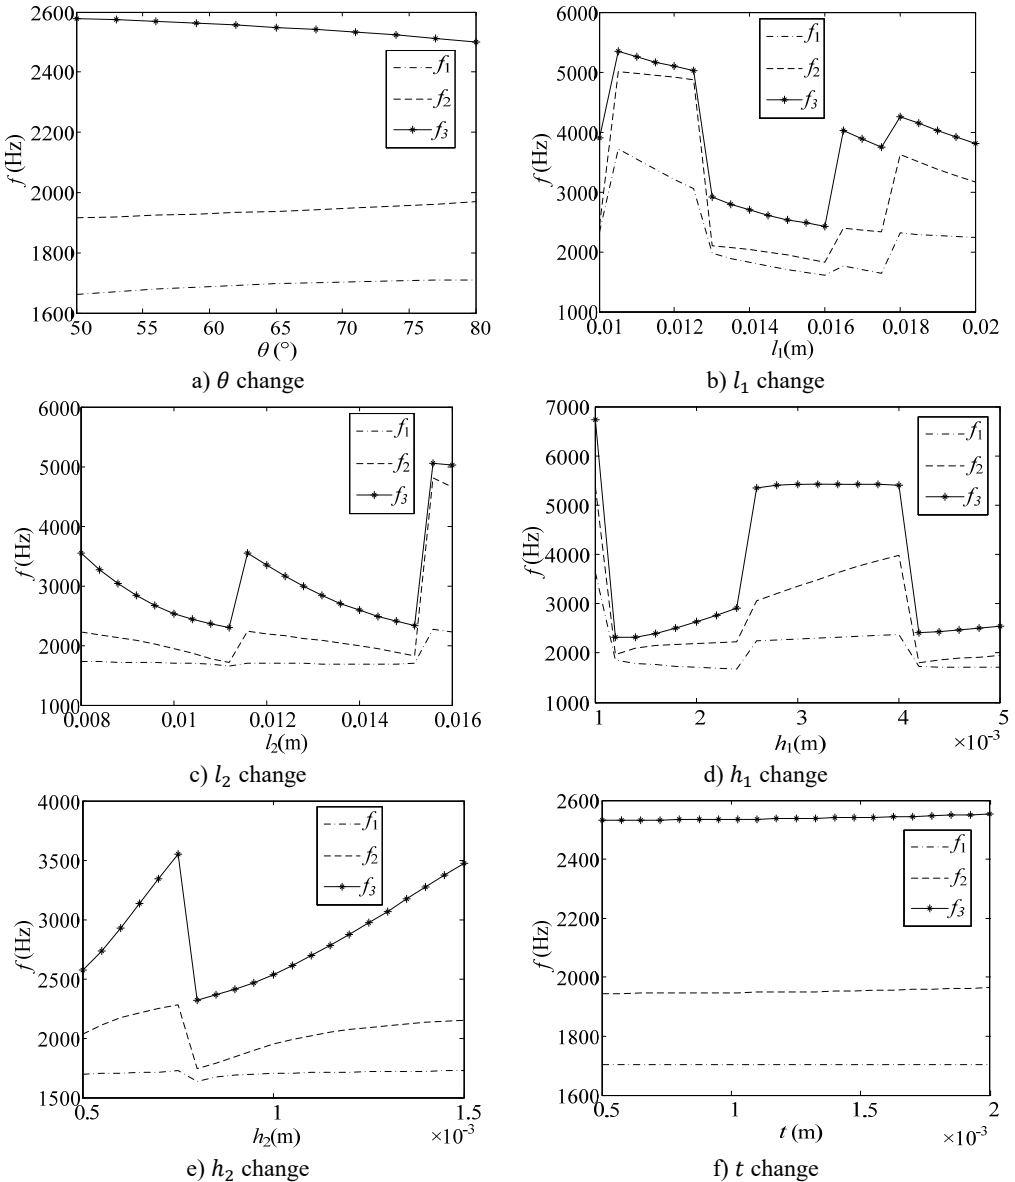 2600
2400
2200
2000
1800
1600
f (Hz)
f₁
f₂
f₃
50 55 60 65 70 75 80
θ (°)
a) θ change
6000
5000
4000
3000
2000
1000
f (Hz)
f₁
f₂
f₃
0.01 0.012 0.014 0.016 0.018 0.02
l₁(m)
b) l₁ change
6000
5000
4000
3000
2000
1000
f (Hz)
f₁
f₂
f₃
0.008 0.01 0.012 0.014 0.016
l₂(m)
c) l₂ change
7000
6000
5000
4000
3000
2000
1000
f (Hz)
f₁
f₂
f₃
1 2 3 4 5
h₁(m) ×10⁻³
d) h₁ change
4000
3500
3000
2500
2000
1500
f (Hz)
f₁
f₂
f₃
0.5 1 1.5
h₂(m) ×10⁻³
e) h₂ change
2600
2400
2200
2000
1800
1600
f (Hz)
f₁
f₂
f₃
0.5 1 1.5 2
t (m) ×10⁻³
f) t change